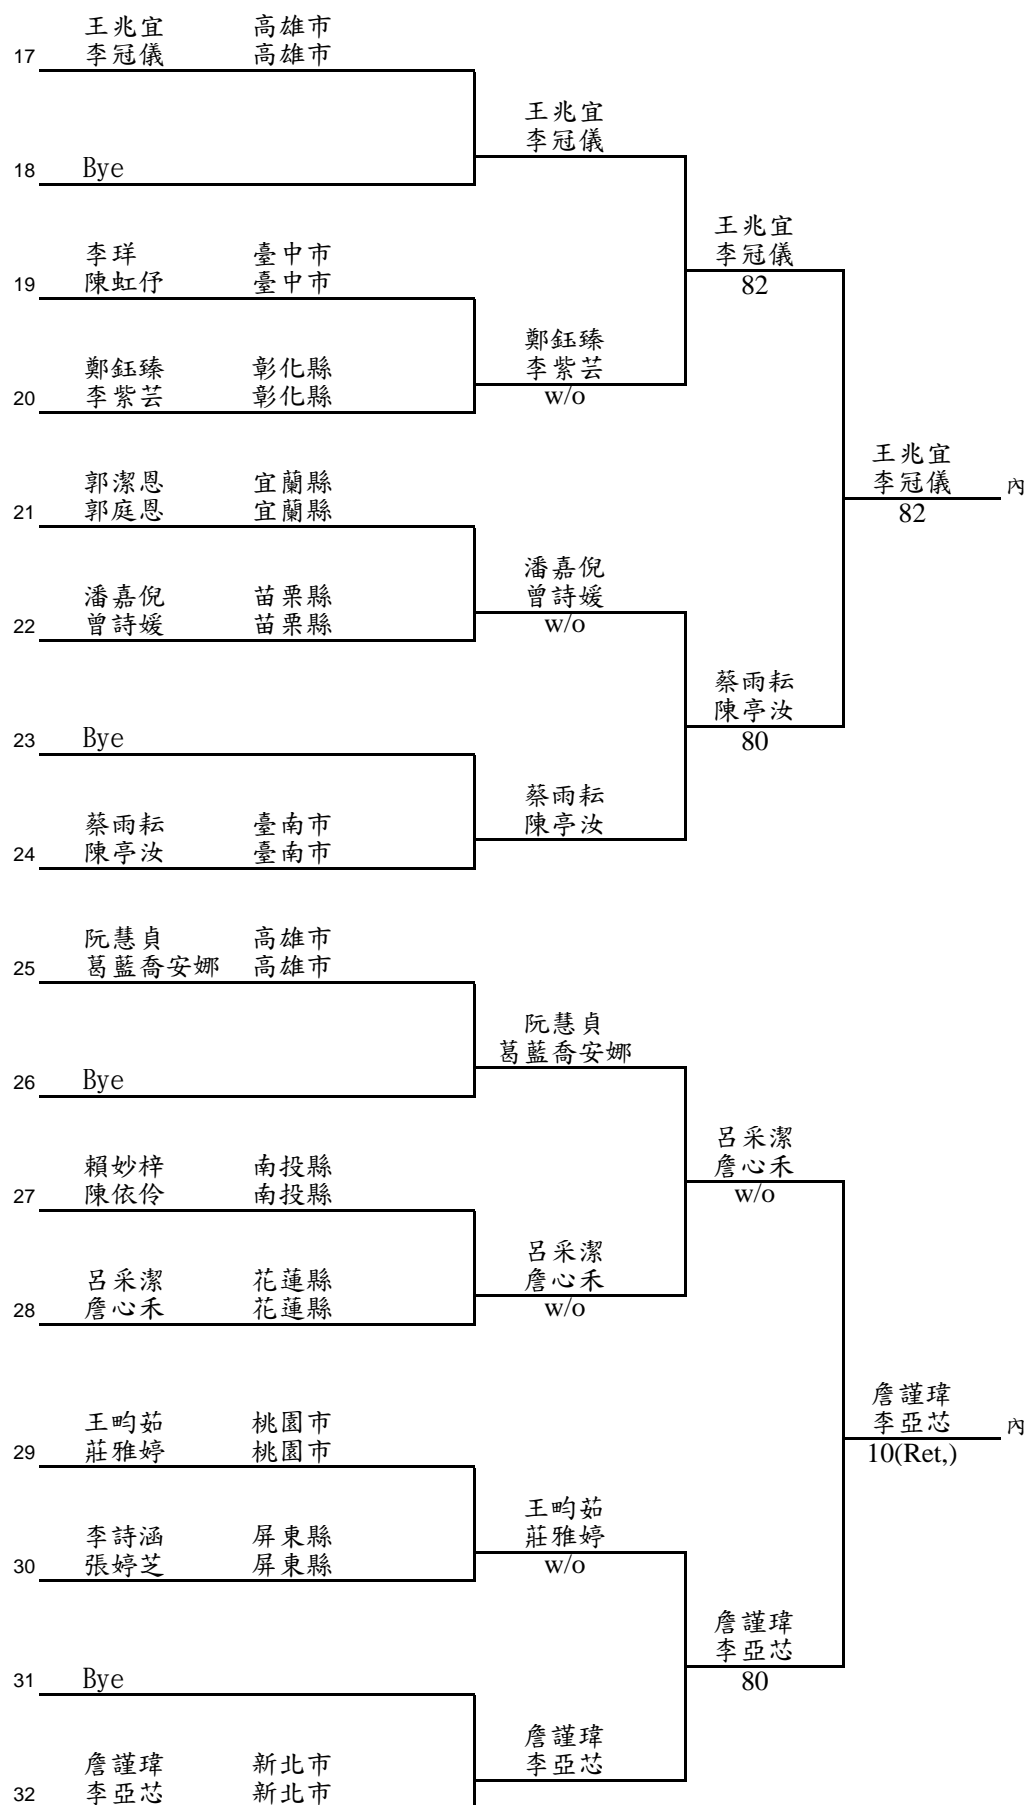 王兆宜 高雄市
17 李冠儀 高雄市
王兆宜
李冠儀
18 Bye
王兆宜
李冠儀
82
李玶 臺中市
19 陳虹伃 臺中市
鄭鈺臻
李紫芸
w/o
鄭鈺臻 彰化縣
20 李紫芸 彰化縣
王兆宜
李冠儀 內
82
郭潔恩 宜蘭縣
21 郭庭恩 宜蘭縣
潘嘉倪
曾詩媛
w/o
潘嘉倪 苗栗縣
22 曾詩媛 苗栗縣
蔡雨耘
陳亭汝
80
23 Bye
蔡雨耘
陳亭汝
蔡雨耘 臺南市
24 陳亭汝 臺南市
阮慧貞 高雄市
25 葛藍喬安娜 高雄市
阮慧貞
葛藍喬安娜
26 Bye
呂采潔
詹心禾
w/o
賴妙梓 南投縣
27 陳依伶 南投縣
呂采潔
詹心禾
w/o
呂采潔 花蓮縣
28 詹心禾 花蓮縣
詹謹瑋
李亞芯 內
10(Ret,)
王畇茹 桃園市
29 莊雅婷 桃園市
王畇茹
莊雅婷
w/o
李詩涵 屏東縣
30 張婷芝 屏東縣
詹謹瑋
李亞芯
80
31 Bye
詹謹瑋
李亞芯
詹謹瑋 新北市
32 李亞芯 新北市